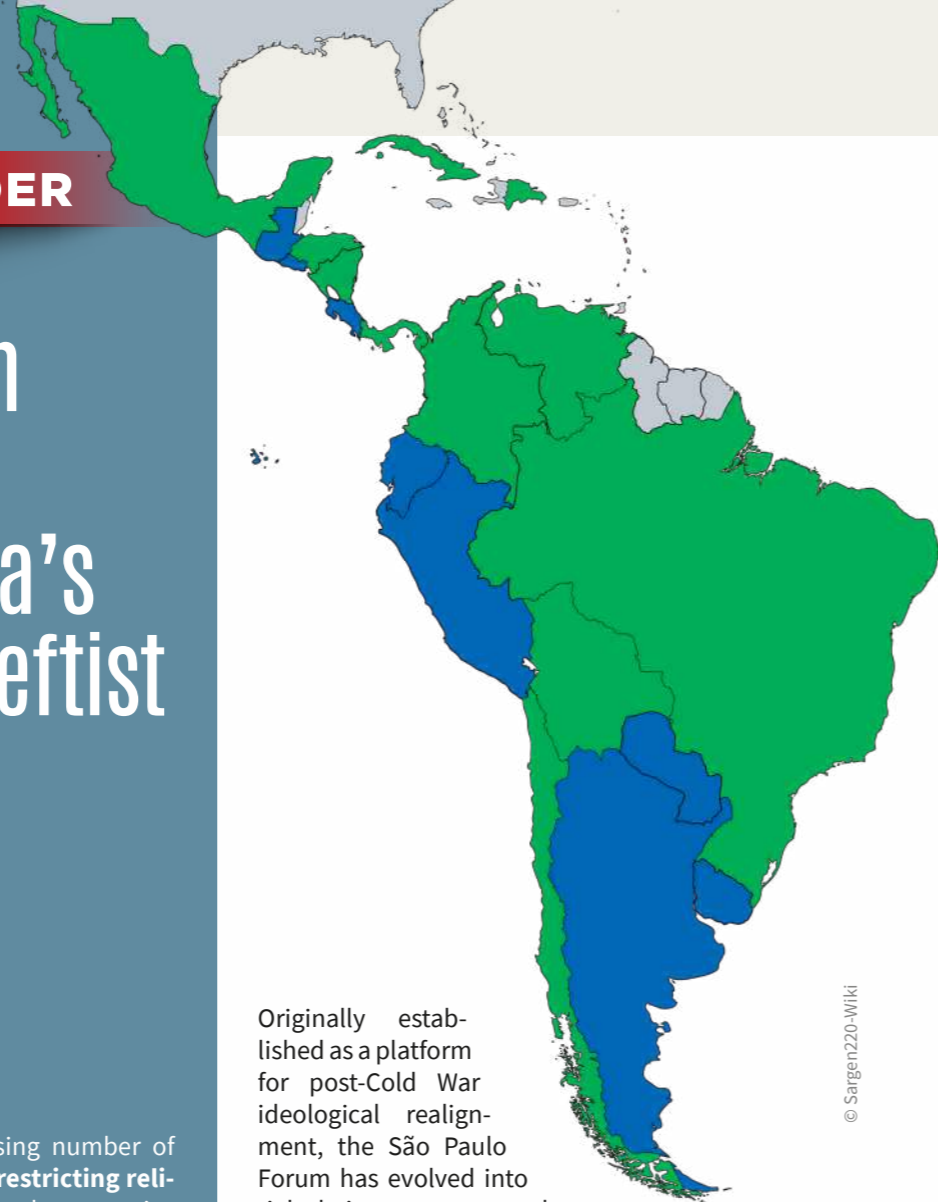 DER
n
a’s
eftist
sing number of
restricting reli-
Originally estab-
lished as a platform
for post-Cold War
ideological realign-
ment, the São Paulo
Forum has evolved into
© Sargen220-Wiki